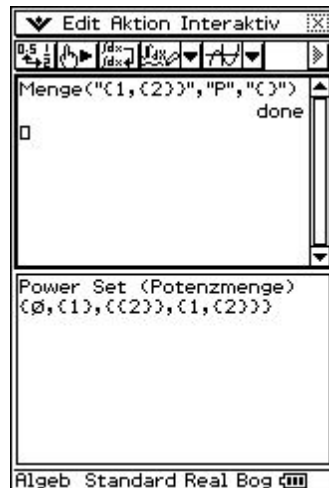 Edit Aktion Interaktiv
Menge("{1,{2}}","P","{}")
done
Power Set (Potenzmenge)
{Ø,{1},{{2}},{1,{2}}}
Algeb Standard Real Bog